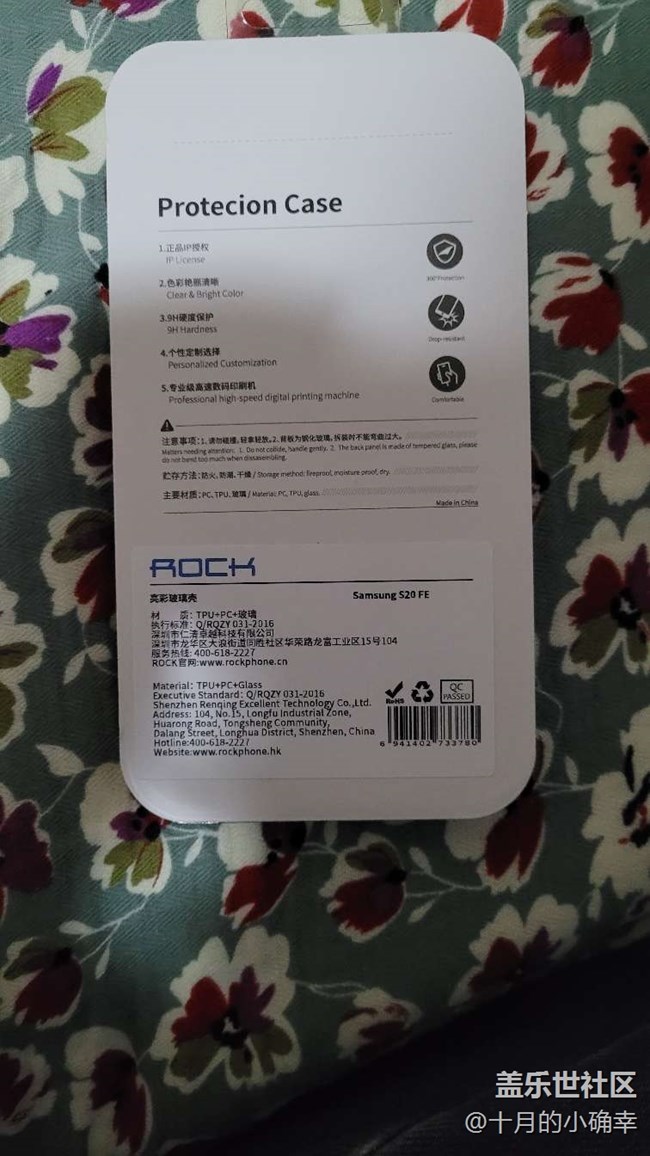 Protecion Case
1.正品IP授权
IP License
2.色彩艳丽清晰
Clear & Bright Color
3.9H硬度保护
9H Hardness
4.个性定制选择
Personalized Customization
5.专业级高速数码印刷机
Professional high-speed digital printing machine
360°Protection
Drop-resistant
Comfortable
注意事项：1.请勿碰撞，轻拿轻放。2.背板为钢化玻璃，拆装时不能弯曲过大。
Matters needing attention: 1. Do not collide, handle gently. 2. The back panel is made of tempered glass, please
do not bend too much when disassembling.
贮存方法：防火、防潮、干燥 / Storage method: fireproof, moisture proof, dry.
主要材质：PC、TPU、玻璃 / Material: PC, TPU, glass.
Made in China
ROCK
亮彩玻璃壳 Samsung S20 FE
材 质：TPU+PC+玻璃
执行标准：Q/RQZY 031-2016
深圳市仁清卓越科技有限公司
深圳市龙华区大浪街道同胜社区华荣路龙富工业区15号104
服务热线: 400-618-2227
ROCK官网:www.rockphone.cn
Material: TPU+PC+Glass
Executive Standard: Q/RQZY 031-2016
Shenzhen Renqing Excellent Technology Co.,Ltd.
Address: 104, No.15, Longfu Industrial Zone,
Huarong Road, Tongsheng Community,
Dalang Street, Longhua District, Shenzhen, China
Hotline:400-618-2227
Website:www.rockphone.hk
RoHS
QC
PASSED
6 941402 733780
盖乐世社区
@十月的小确幸